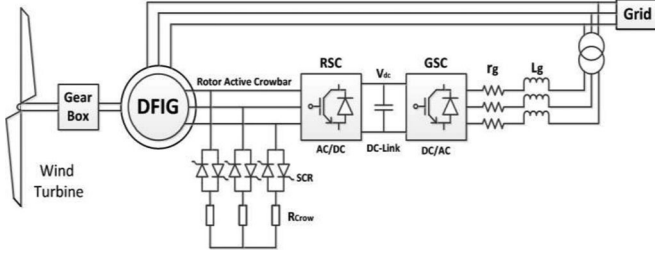 Grid
RSC
V_dc
GSC
rg
Lg
Rotor Active Crowbar
Gear
Box
DFIG
AC/DC
DC-Link
DC/AC
Wind
Turbine
SCR
RCrow